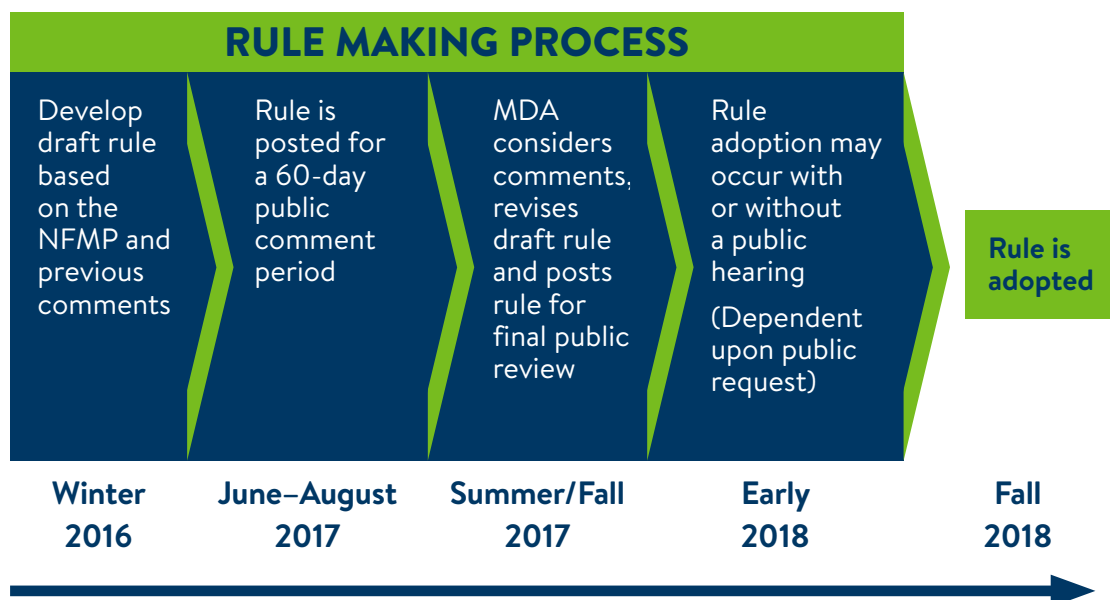 RULE MAKING PROCESS
Develop
draft rule
based
on the
NFMP and
previous
comments
Rule is
posted for
a 60-day
public
comment
period
MDA
considers
comments,
revises
draft rule
and posts
rule for
final public
review
Rule
adoption may
occur with
or without
a public
hearing
(Dependent
upon public
request)
Rule is
adopted
Winter
2016
June–August
2017
Summer/Fall
2017
Early
2018
Fall
2018